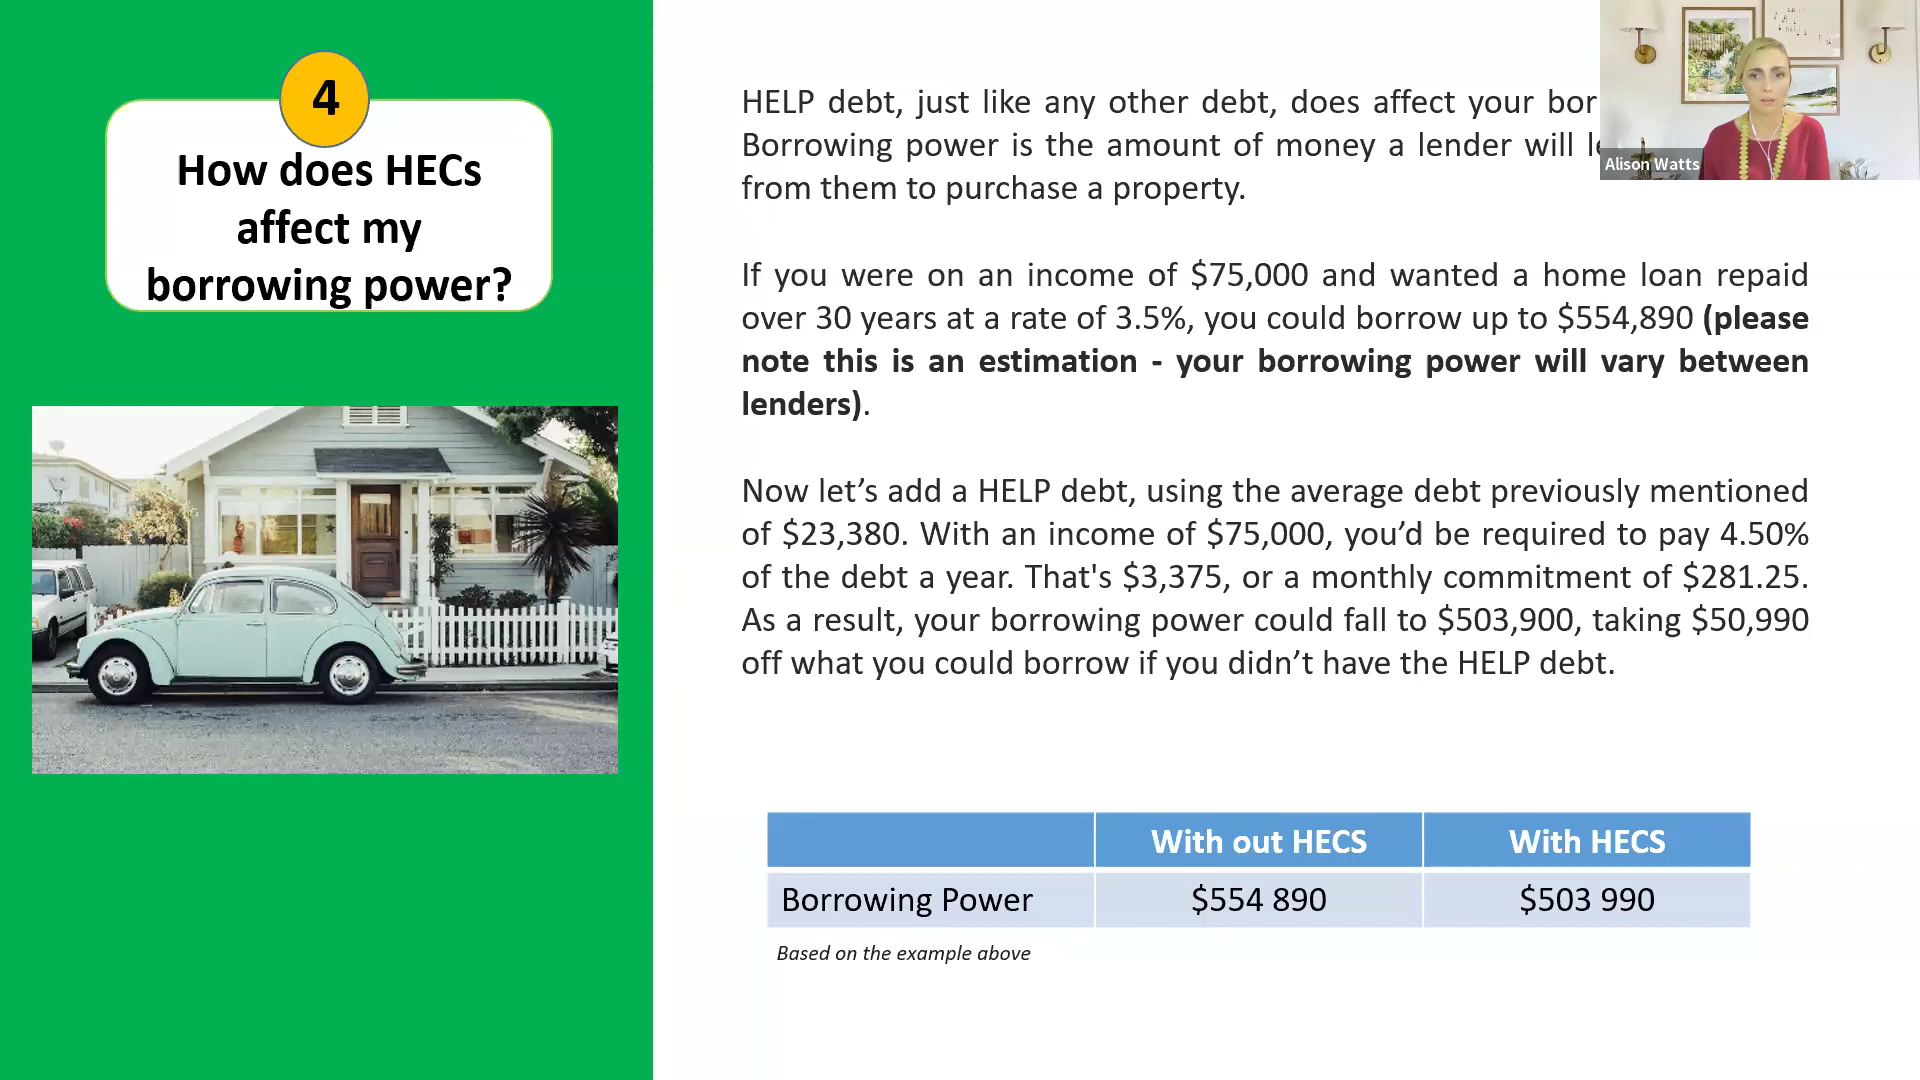 4
How does HECs
affect my
borrowing power?
HELP debt, just like any other debt, does affect your
Borrowing power is the amount of money a lender will
from them to purchase a property.
If you were on an income of $75,000 and wanted a home loan repaid
over 30 years at a rate of 3.5%, you could borrow up to $554,890 (please
note this is an estimation - your borrowing power will vary between
lenders).
Now let’s add a HELP debt, using the average debt previously mentioned
of $23,380. With an income of $75,000, you’d be required to pay 4.50%
of the debt a year. That's $3,375, or a monthly commitment of $281.25.
As a result, your borrowing power could fall to $503,900, taking $50,990
off what you could borrow if you didn’t have the HELP debt.
With out HECS With HECS
Borrowing Power $554 890 $503 990
Based on the example above
Alison Watts